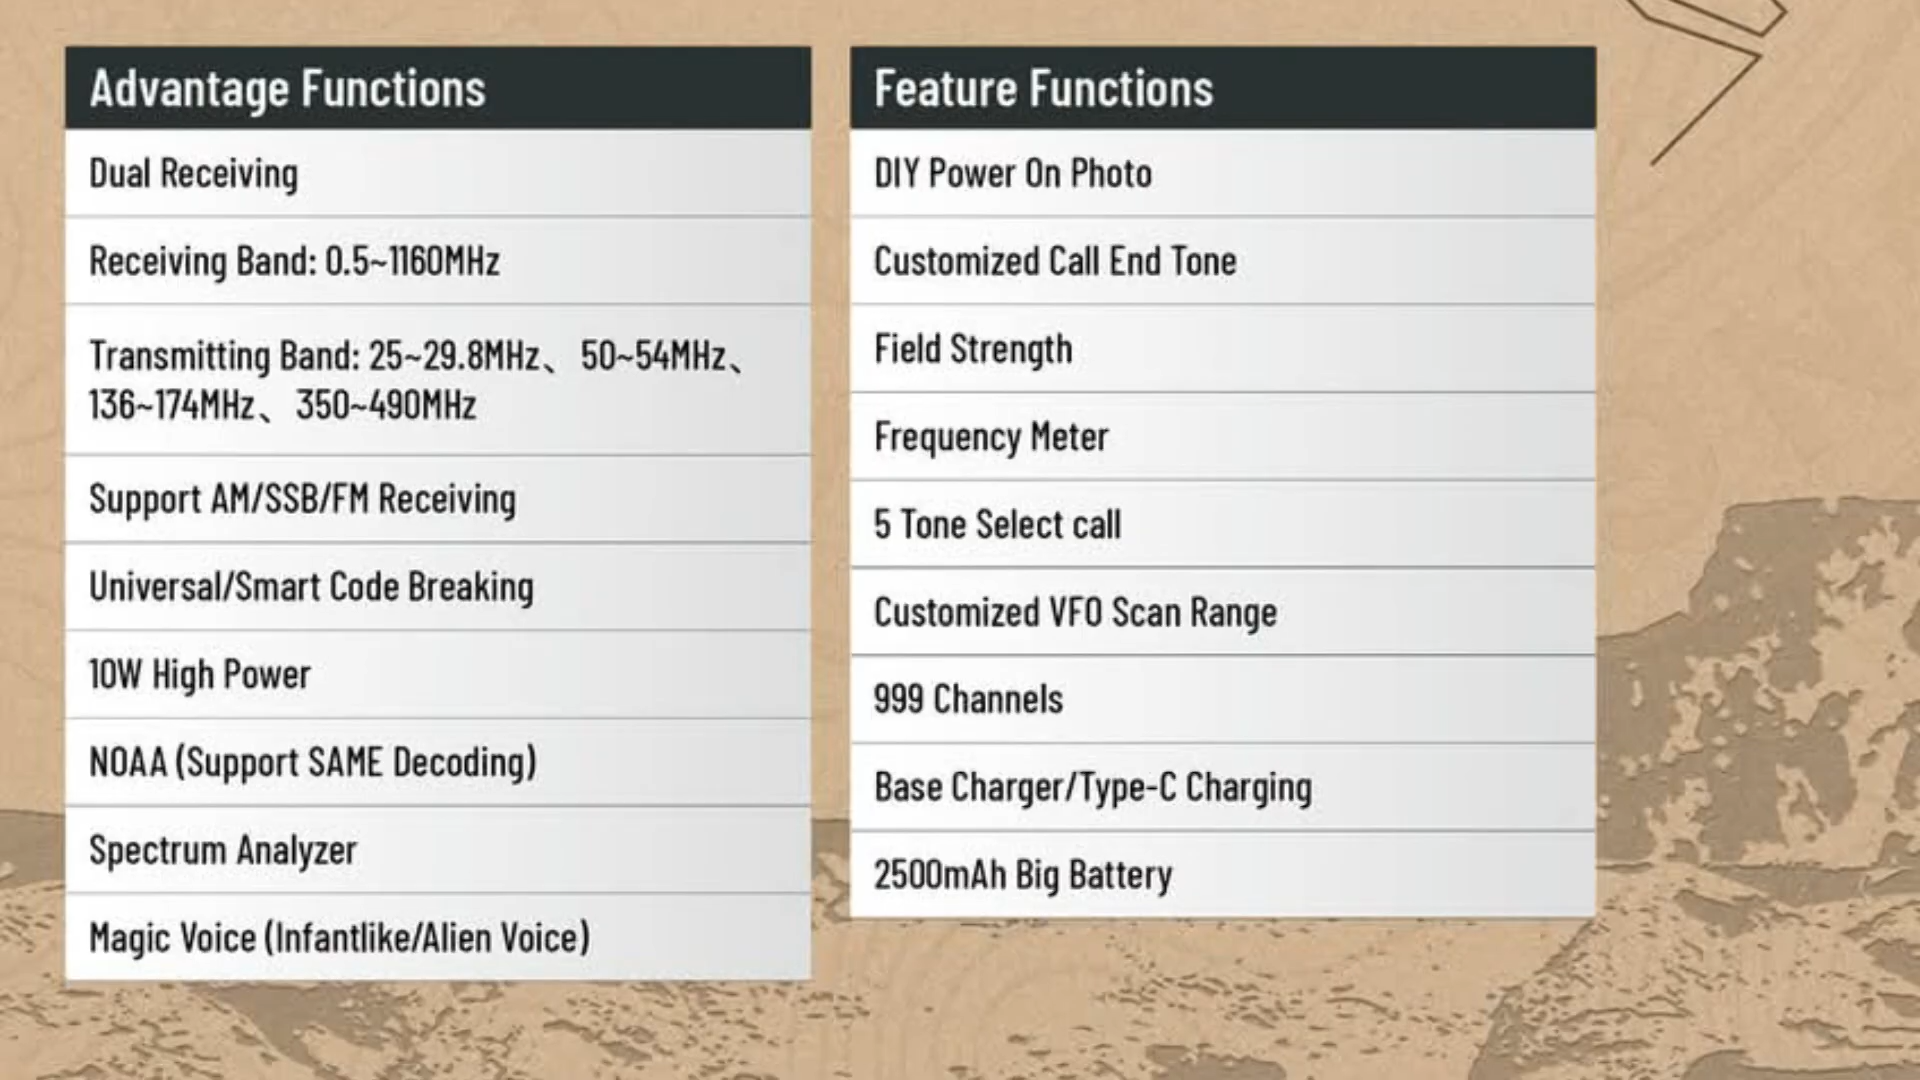 Advantage Functions
Dual Receiving
Receiving Band: 0.5~1160MHz
Transmitting Band: 25~29.8MHz、 50~54MHz、
136~174MHz、 350~490MHz
Support AM/SSB/FM Receiving
Universal/Smart Code Breaking
10W High Power
NOAA (Support SAME Decoding)
Spectrum Analyzer
Magic Voice (Infantlike/Alien Voice)
Feature Functions
DIY Power On Photo
Customized Call End Tone
Field Strength
Frequency Meter
5 Tone Select call
Customized VFO Scan Range
999 Channels
Base Charger/Type-C Charging
2500mAh Big Battery